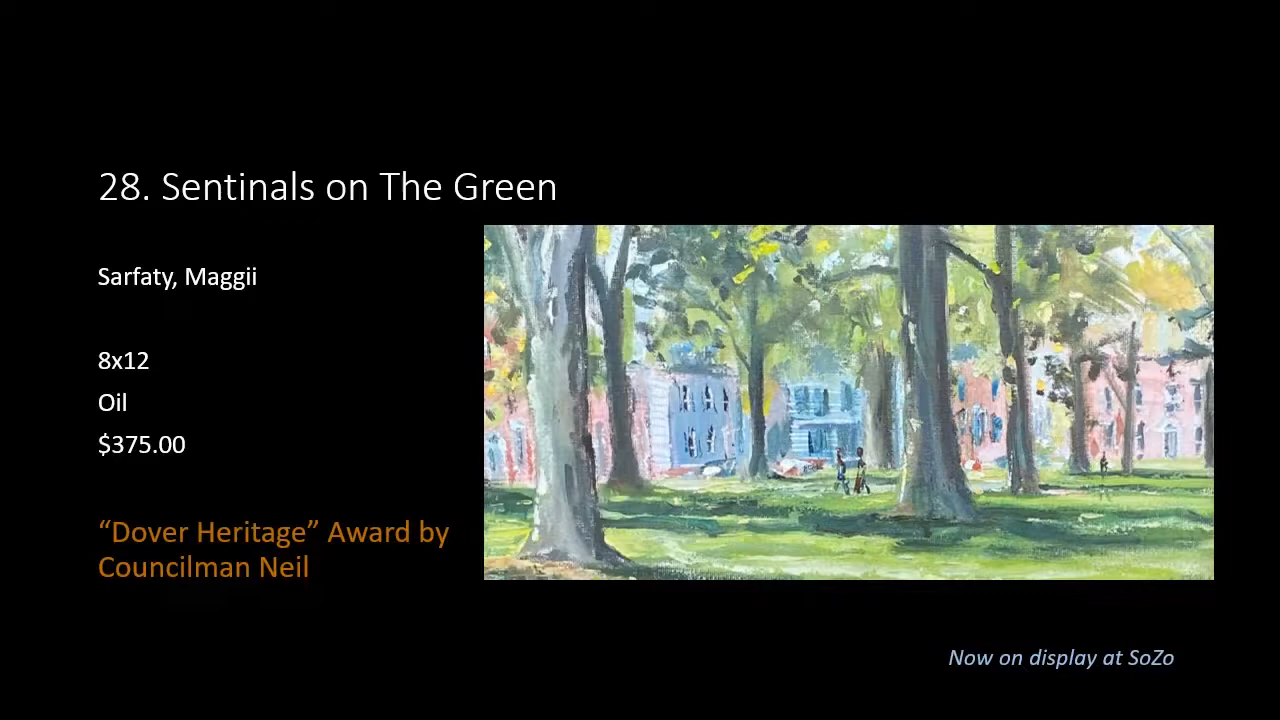 28. Sentinals on The Green
Sarfaty, Maggii
8x12
Oil
$375.00
“Dover Heritage” Award by
Councilman Neil
Now on display at SoZo